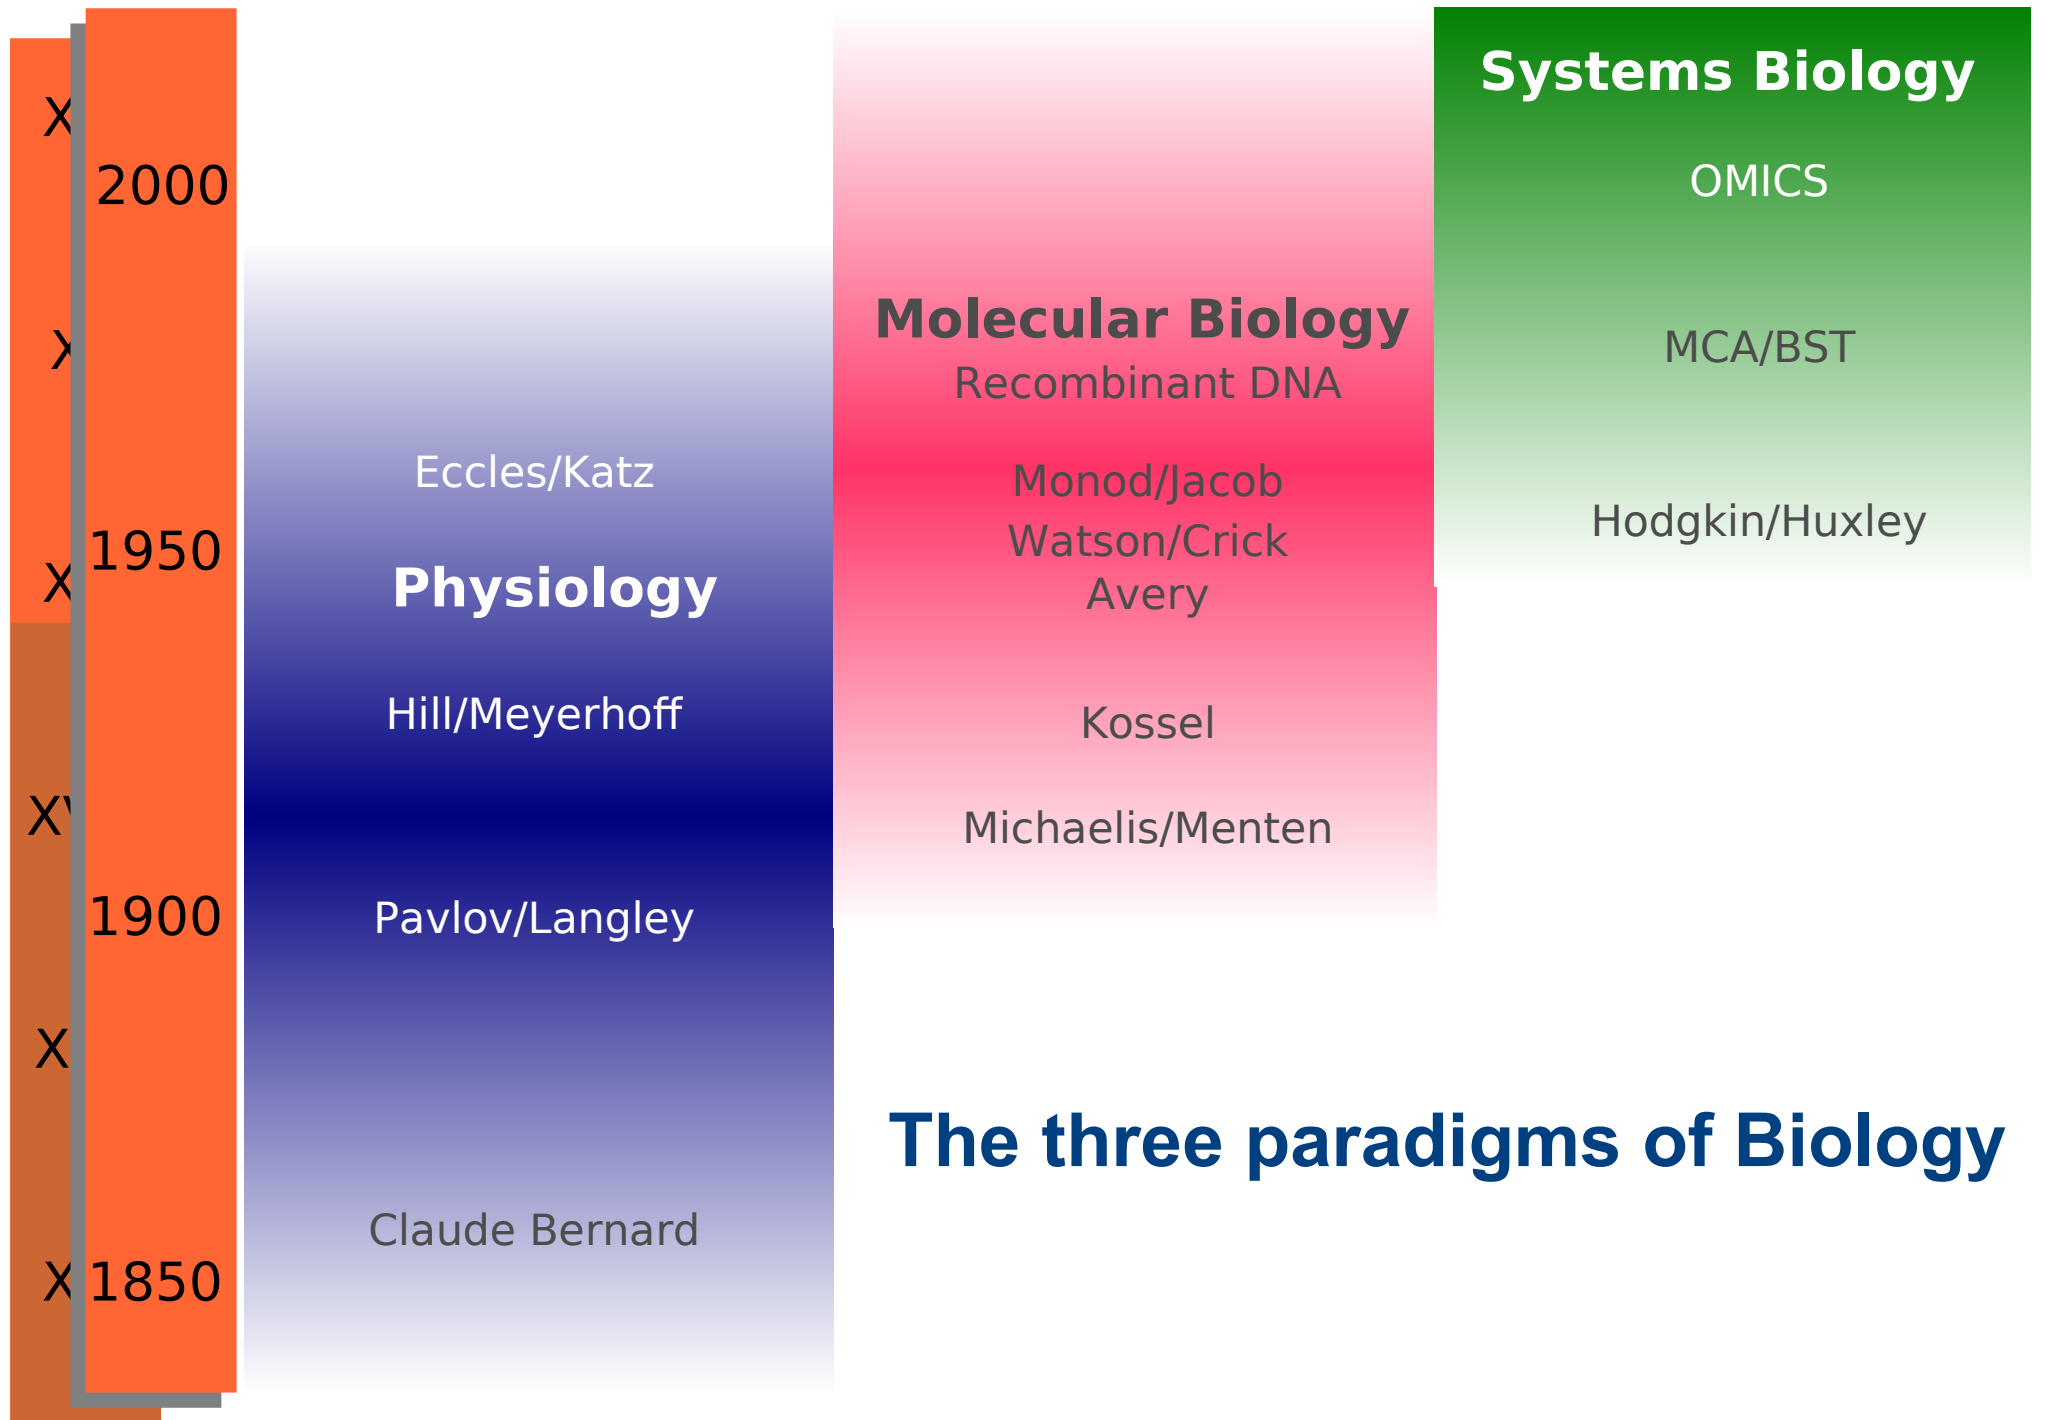 2000
1950
1900
1850
Eccles/Katz
Physiology
Hill/Meyerhoff
Pavlov/Langley
Claude Bernard
Molecular Biology
Recombinant DNA
Monod/Jacob
Watson/Crick
Avery
Kossel
Michaelis/Menten
Systems Biology
OMICS
MCA/BST
Hodgkin/Huxley
The three paradigms of Biology